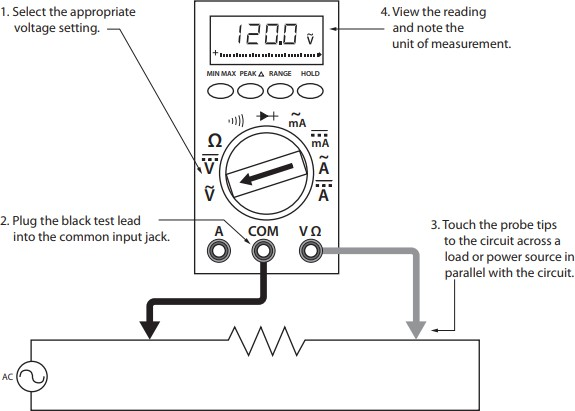 1. Select the appropriate
voltage setting.
4. View the reading
and note the
unit of measurement.
120.0 Ṽ
+
MIN MAX PEAK Δ RANGE HOLD
mA
mA
Ω
V
V
A
A
2. Plug the black test lead
into the common input jack.
A COM V Ω
3. Touch the probe tips
to the circuit across a
load or power source in
parallel with the circuit.
AC